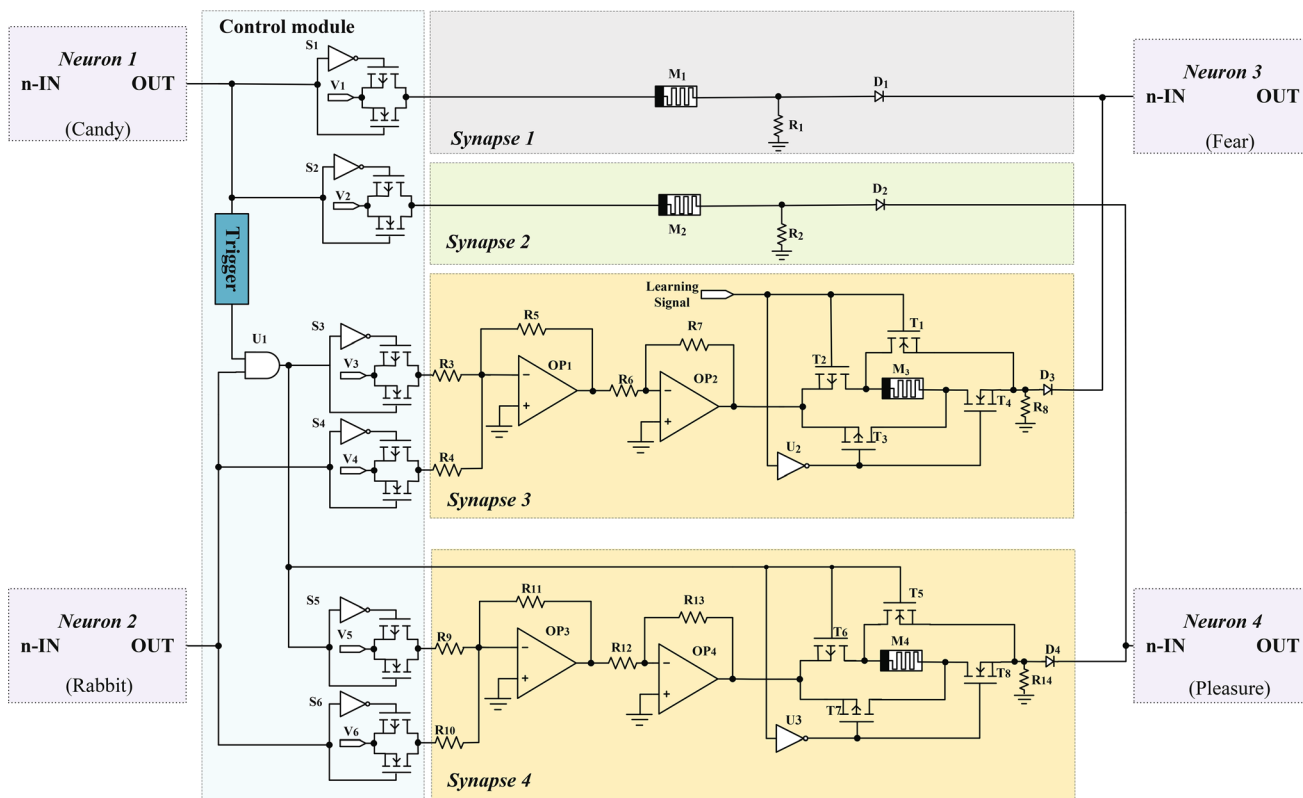 Control module
Neuron 1
n-IN OUT
(Candy)
S1
V1
M1
D1
R1
Synapse 1
Neuron 3
n-IN OUT
(Fear)
S2
V2
M2
D2
R2
Synapse 2
Trigger
U1
S3
V3
R3
R5
OP1
R6
R7
OP2
Learning
Signal
T1
T2
M3
T3
T4
D3
R8
U2
S4
V4
R4
Synapse 3
Neuron 2
n-IN OUT
(Rabbit)
S5
V5
R9
R11
OP3
R12
R13
OP4
T5
T6
M4
T7
T8
D4
R14
U3
S6
V6
R10
Synapse 4
Neuron 4
n-IN OUT
(Pleasure)